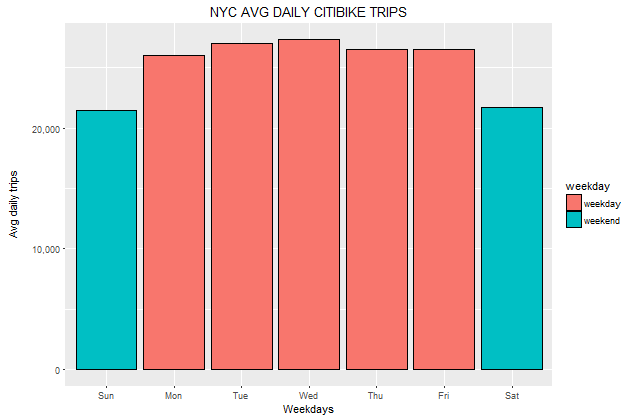 NYC AVG DAILY CITIBIKE TRIPS
Avg daily trips
20,000
10,000
0
Sun Mon Tue Wed Thu Fri Sat
Weekdays
weekday
weekday
weekend